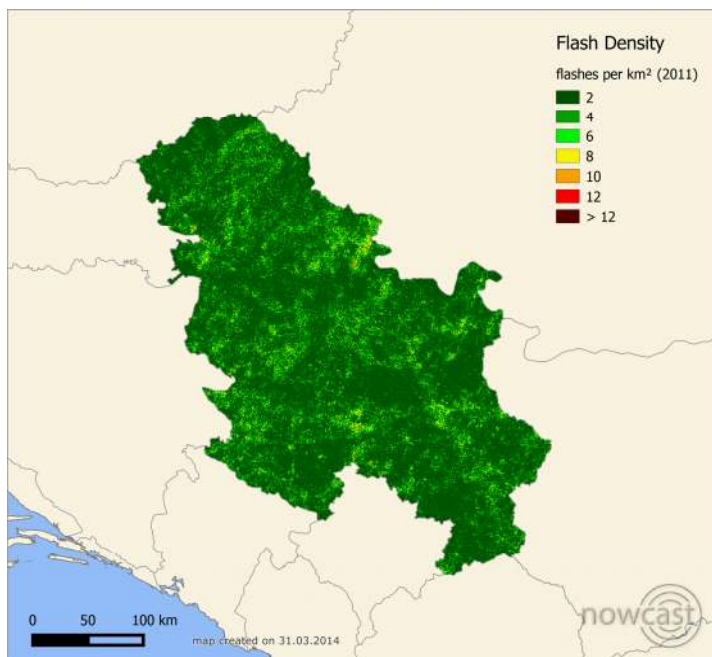 Flash Density
flashes per km² (2011)
2
4
6
8
10
12
> 12
0 50 100 km
map created on 31.03.2014
nowcast